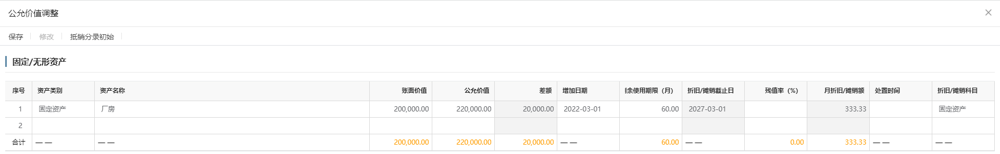 公允价值调整
保存 修改 抵销分录初始
固定/无形资产
序号 资产类别 资产名称 账面价值 公允价值 差额 增加日期 余使用期限（月） 折旧/摊销截止日 残值率（%） 月折旧/摊销额 处置时间 折旧/摊销科目
1 固定资产 厂房 200,000.00 220,000.00 20,000.00 2022-03-01 60.00 2027-03-01 333.33 固定资产
2
合计 — — — — 200,000.00 220,000.00 20,000.00 — — 60.00 — — 0.00 333.33 — — — —